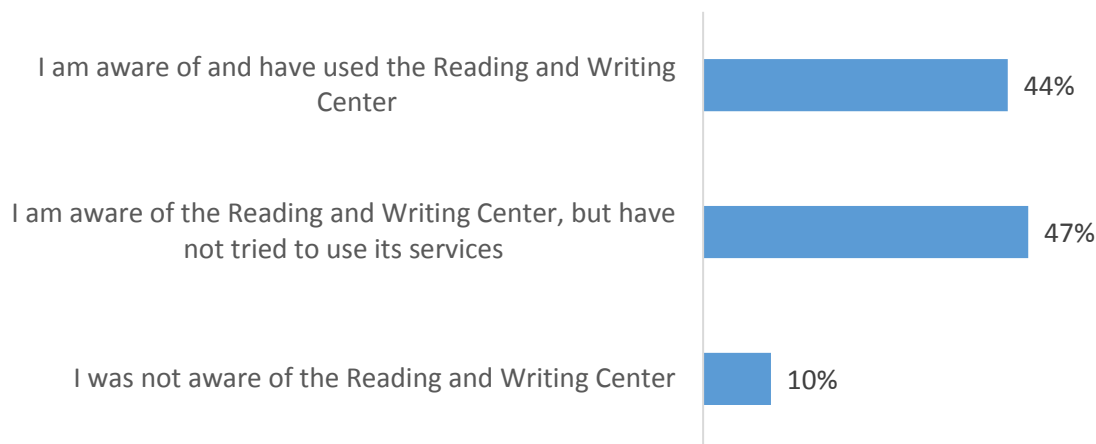 I am aware of and have used the Reading and Writing
Center
44%
I am aware of the Reading and Writing Center, but have
not tried to use its services
47%
I was not aware of the Reading and Writing Center
10%